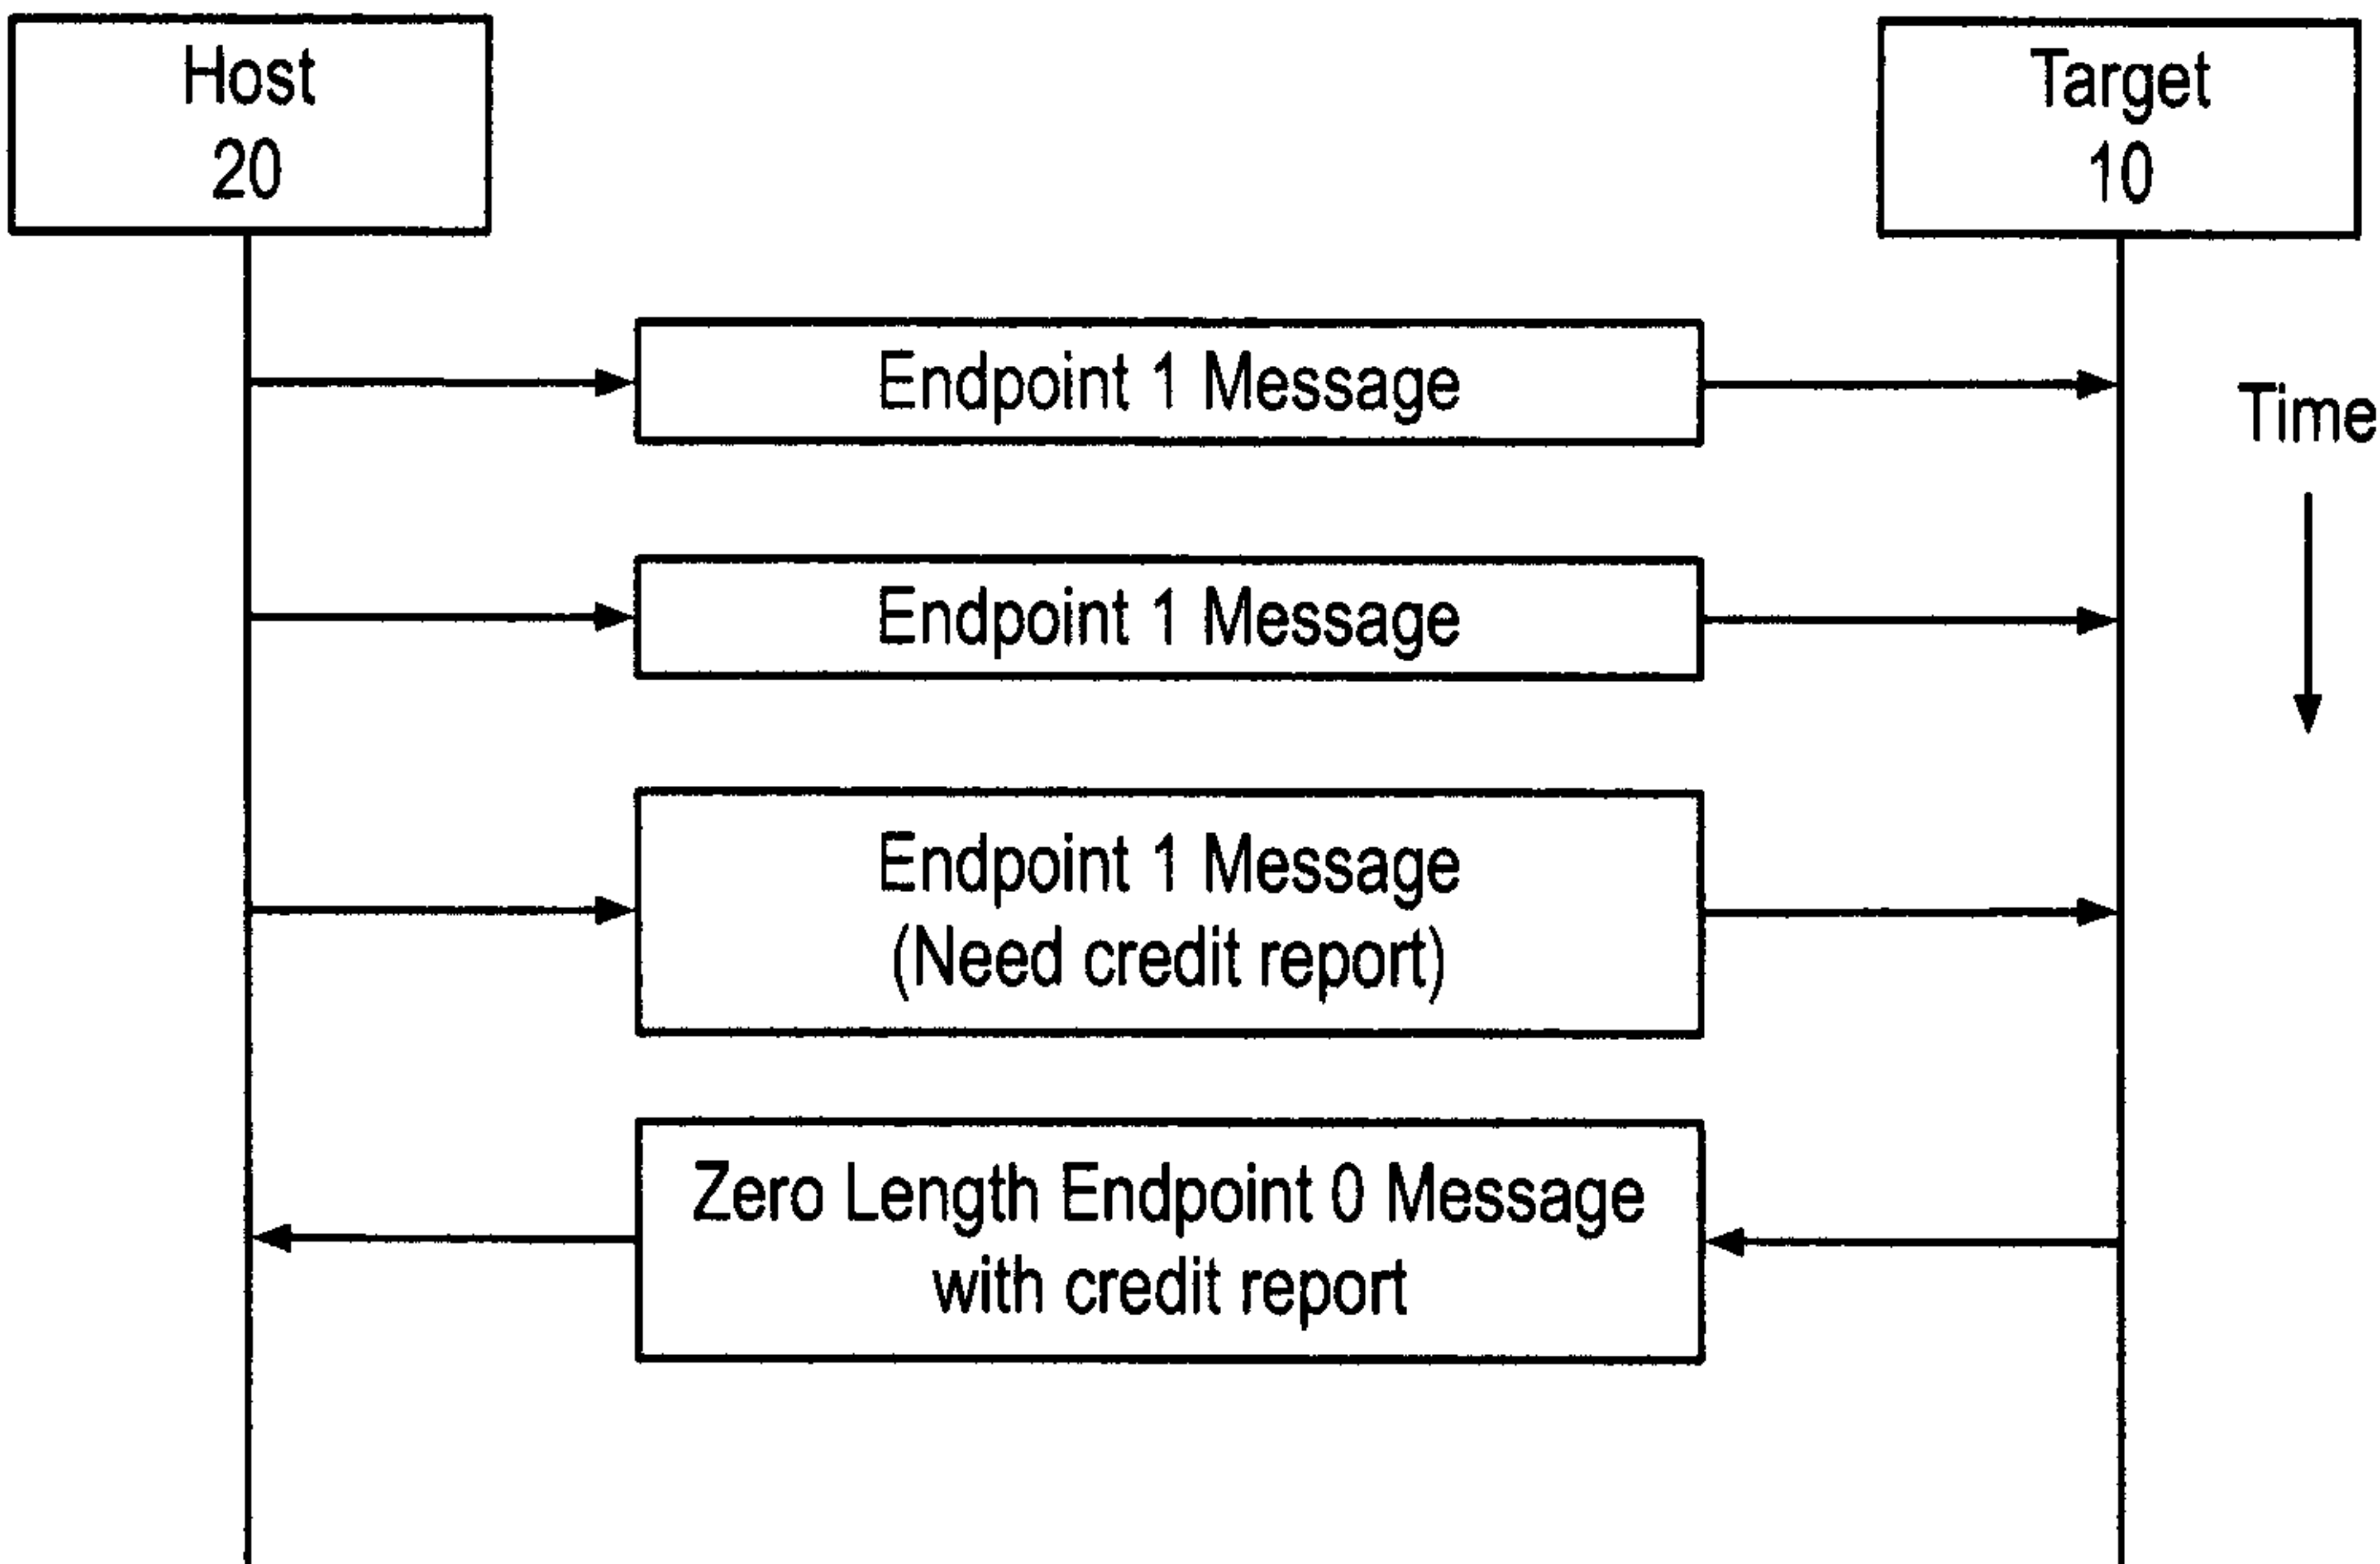 Host
20
Target
10
Endpoint 1 Message
Time
Endpoint 1 Message
Endpoint 1 Message
(Need credit report)
Zero Length Endpoint 0 Message
with credit report